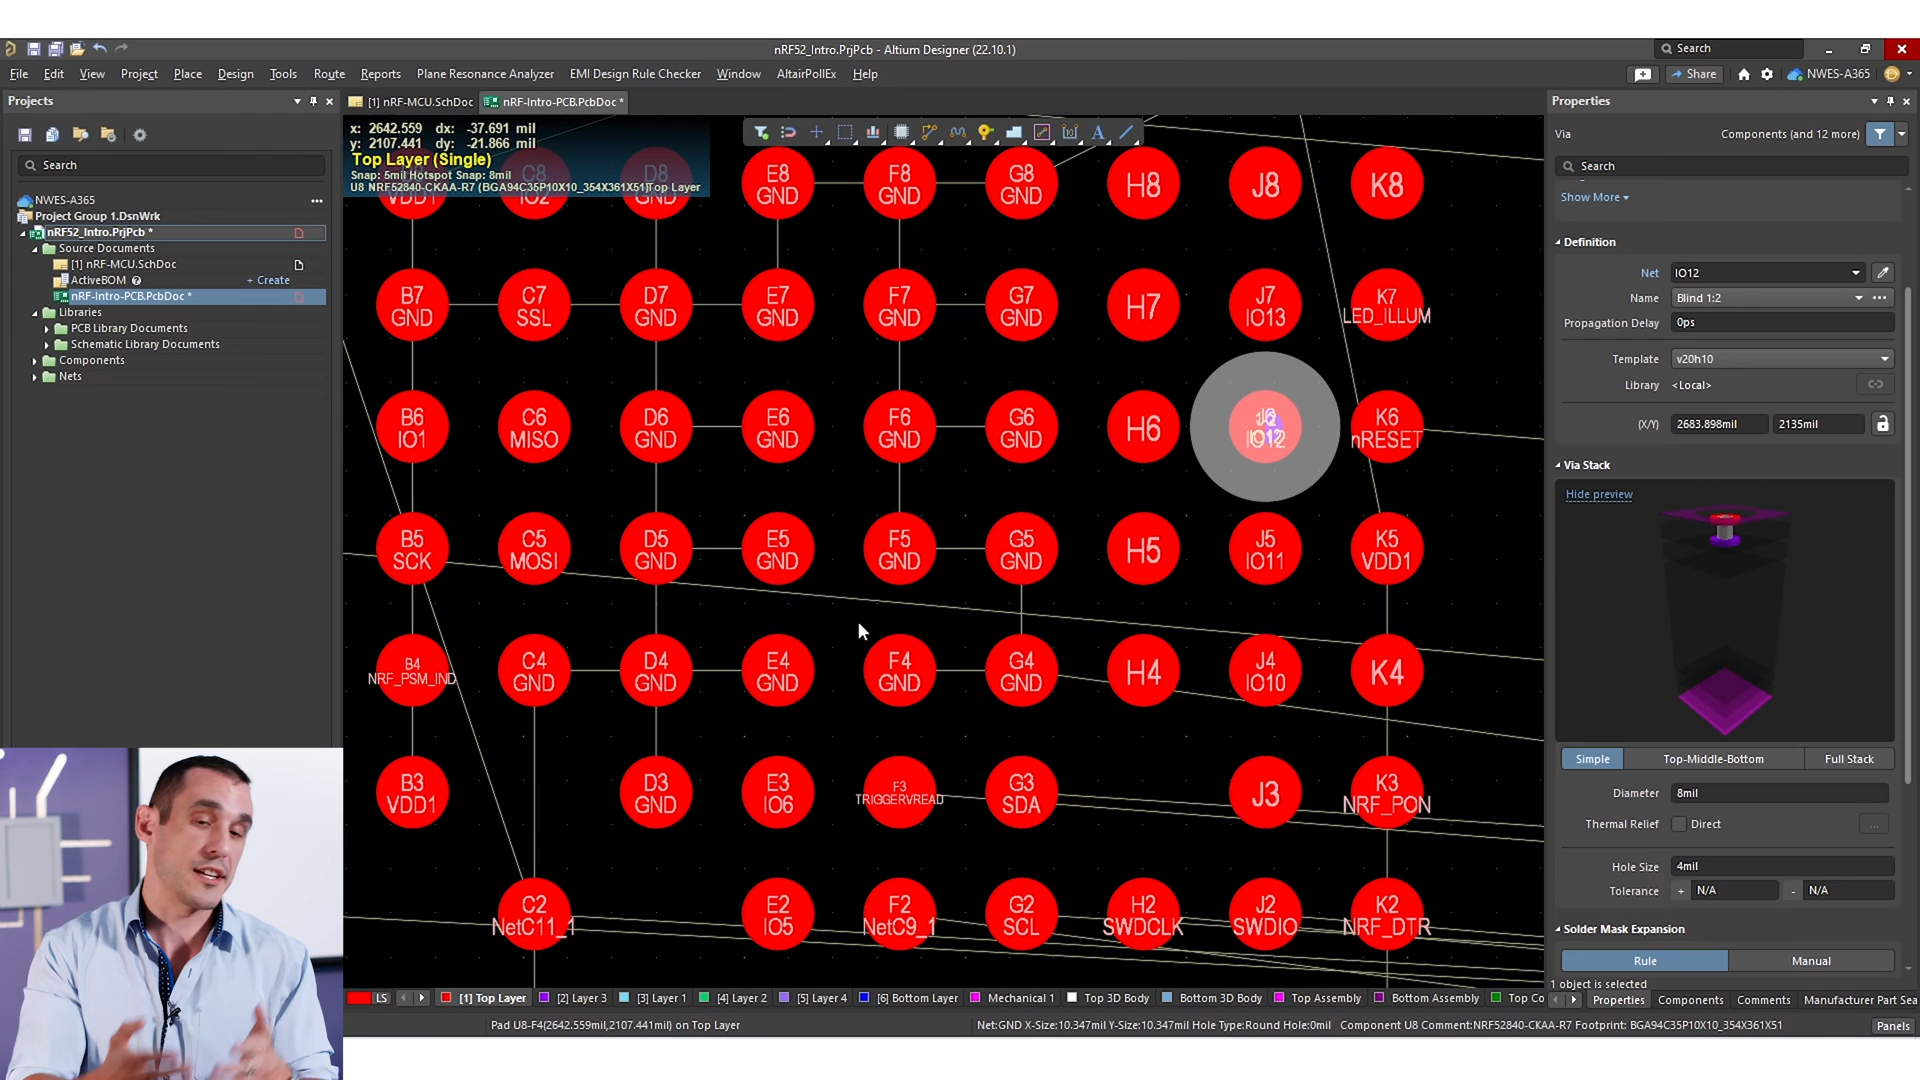 nRF52_Intro.PrjPcb - Altium Designer (22.10.1)
Search
File Edit View Project Place Design Tools Route Reports Plane Resonance Analyzer EMI Design Rule Checker Window AltairPollEx Help
Share
NWES-A365
Projects
[1] nRF-MCU.SchDoc
nRF-Intro-PCB.PcbDoc *
Search
NWES-A365
Project Group 1.DsnWrk
nRF52_Intro.PrjPcb *
Source Documents
[1] nRF-MCU.SchDoc
ActiveBOM
+ Create
nRF-Intro-PCB.PcbDoc *
Libraries
PCB Library Documents
Schematic Library Documents
Components
Nets
x: 2642.559 dx: -37.691 mil
y: 2107.441 dy: -21.866 mil
Top Layer (Single)
Snap: 5mil Hotspot Snap: 8mil
U8 NRF52840-CKAA-R7 (BGA94C35P10X10_354X361X51)Top Layer
C8 D8 E8 F8 G8 H8 J8 K8
VDD1 IO2 GND GND GND GND
B7 C7 D7 E7 F7 G7 H7 J7 K7
GND SSL GND GND GND GND IO13 LED_ILLUM
B6 C6 D6 E6 F6 G6 H6 K6
IO1 MISO GND GND GND GND IO12 nRESET
B5 C5 D5 E5 F5 G5 H5 J5 K5
SCK MOSI GND GND GND GND IO11 VDD1
B4 C4 D4 E4 F4 G4 H4 J4 K4
NRF_PSM_IND GND GND GND GND GND IO10
B3 D3 E3 F3 G3 J3 K3
VDD1 GND IO6 TRIGGERVREAD SDA NRF_PON
C2 E2 F2 G2 H2 J2 K2
NetC11_1 IO5 NetC9_1 SCL SWDCLK SWDIO NRF_DTR
LS [1] Top Layer [2] Layer 3 [3] Layer 1 [4] Layer 2 [5] Layer 4 [6] Bottom Layer Mechanical 1 Top 3D Body Bottom 3D Body Top Assembly Bottom Assembly Top Co
Pad U8-F4(2642.559mil,2107.441mil) on Top Layer
Net:GND X-Size:10.347mil Y-Size:10.347mil Hole Type:Round Hole:0mil Component U8 Comment:NRF52840-CKAA-R7 Footprint: BGA94C35P10X10_354X361X51
Properties
Via
Components (and 12 more)
Search
Show More
Definition
Net IO12
Name Blind 1:2
Propagation Delay 0ps
Template v20h10
Library <Local>
(X/Y) 2683.898mil 2135mil
Via Stack
Hide preview
Simple Top-Middle-Bottom Full Stack
Diameter 8mil
Thermal Relief Direct ...
Hole Size 4mil
Tolerance + N/A - N/A
Solder Mask Expansion
Rule Manual
1 object is selected
Properties Components Comments Manufacturer Part Sea
Panels